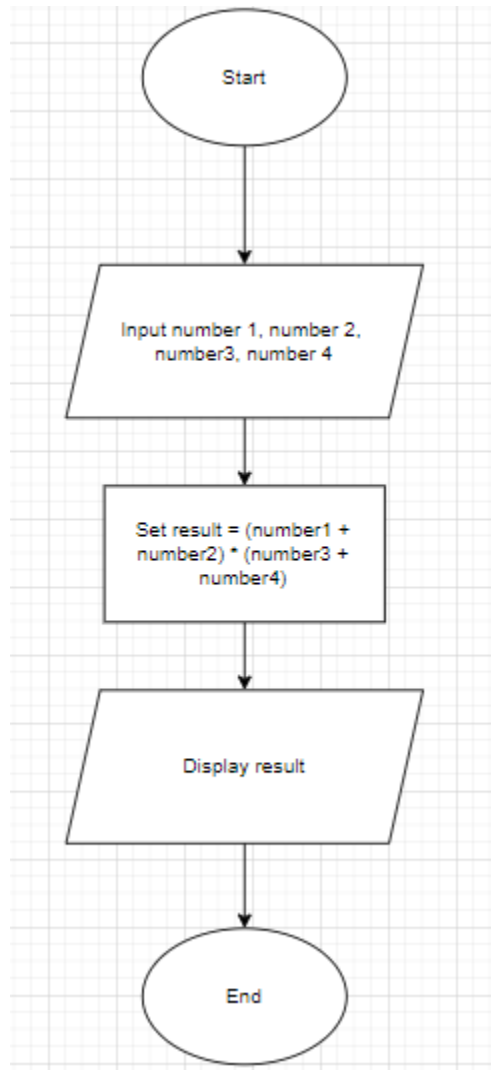 Start
Input number 1, number 2,
number3, number 4
Set result = (number1 +
number2) * (number3 +
number4)
Display result
End